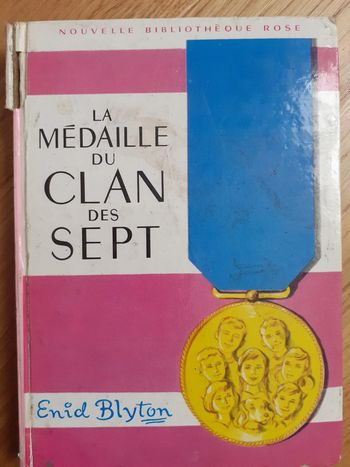 NOUVELLE BIBLIOTHÈQUE ROSE
LA
MÉDAILLE
DU
CLAN
DES
SEPT
Enid Blyton